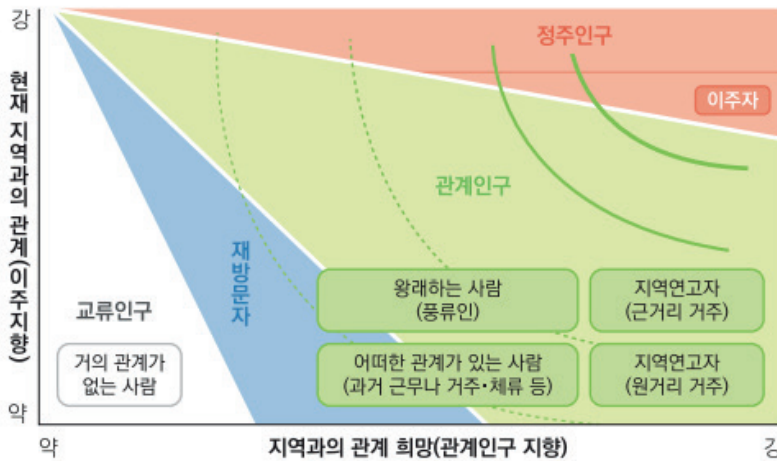 강
정주인구
이주자
현재 지역과의 관계(이주지향)
관계인구
재방문자
교류인구
왕래하는 사람
(풍류인)
지역연고자
(근거리 거주)
거의 관계가
없는 사람
어떠한 관계가 있는 사람
(과거 근무나 거주·체류 등)
지역연고자
(원거리 거주)
약
약
지역과의 관계 희망(관계인구 지향)
강